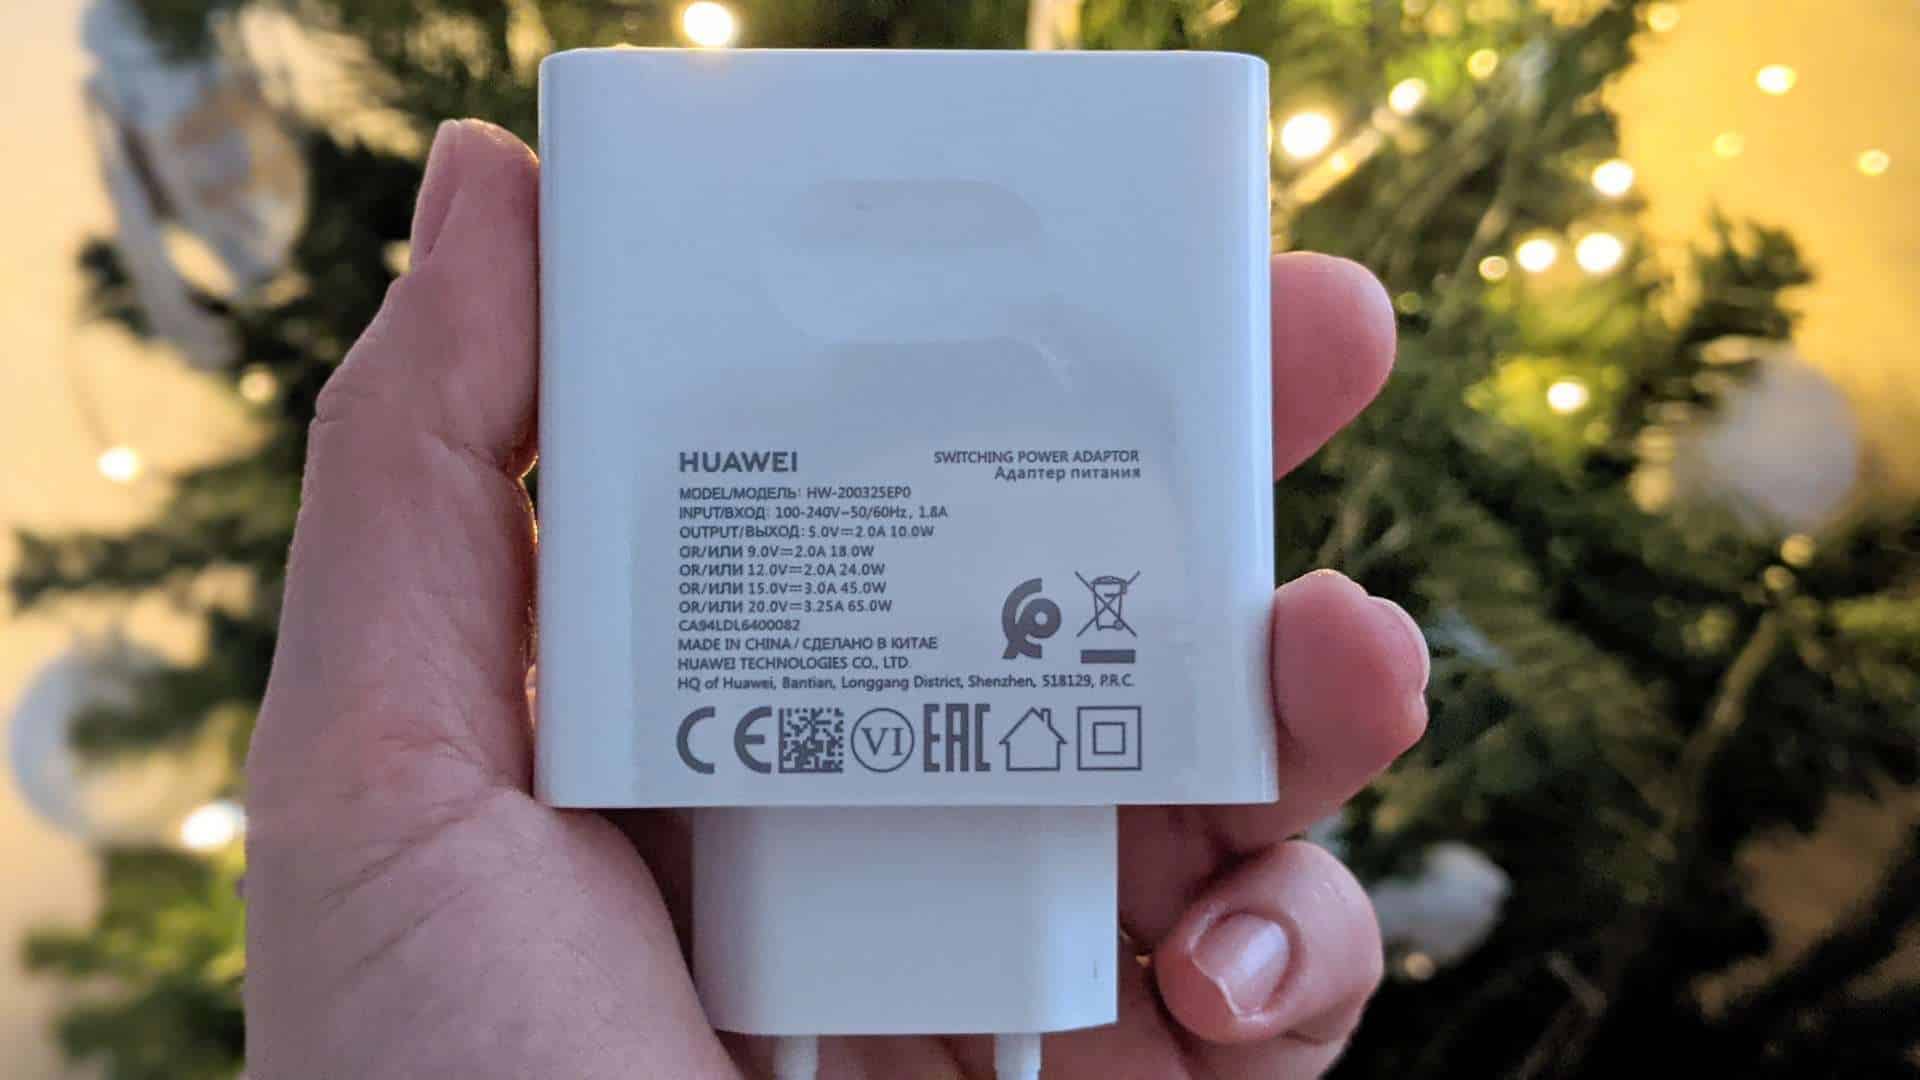 HUAWEI
SWITCHING POWER ADAPTOR
Адаптер питания
MODEL/МОДЕЛЬ: HW-200325EP0
INPUT/ВХОД: 100-240V~50/60Hz, 1.8A
OUTPUT/ВЫХОД: 5.0V⎓2.0A 10.0W
OR/ИЛИ 9.0V⎓2.0A 18.0W
OR/ИЛИ 12.0V⎓2.0A 24.0W
OR/ИЛИ 15.0V⎓3.0A 45.0W
OR/ИЛИ 20.0V⎓3.25A 65.0W
CA94LDL6400082
MADE IN CHINA / СДЕЛАНО В КИТАЕ
HUAWEI TECHNOLOGIES CO., LTD.
HQ of Huawei, Bantian, Longgang District, Shenzhen, 518129, P.R.C.
CE VI EAC